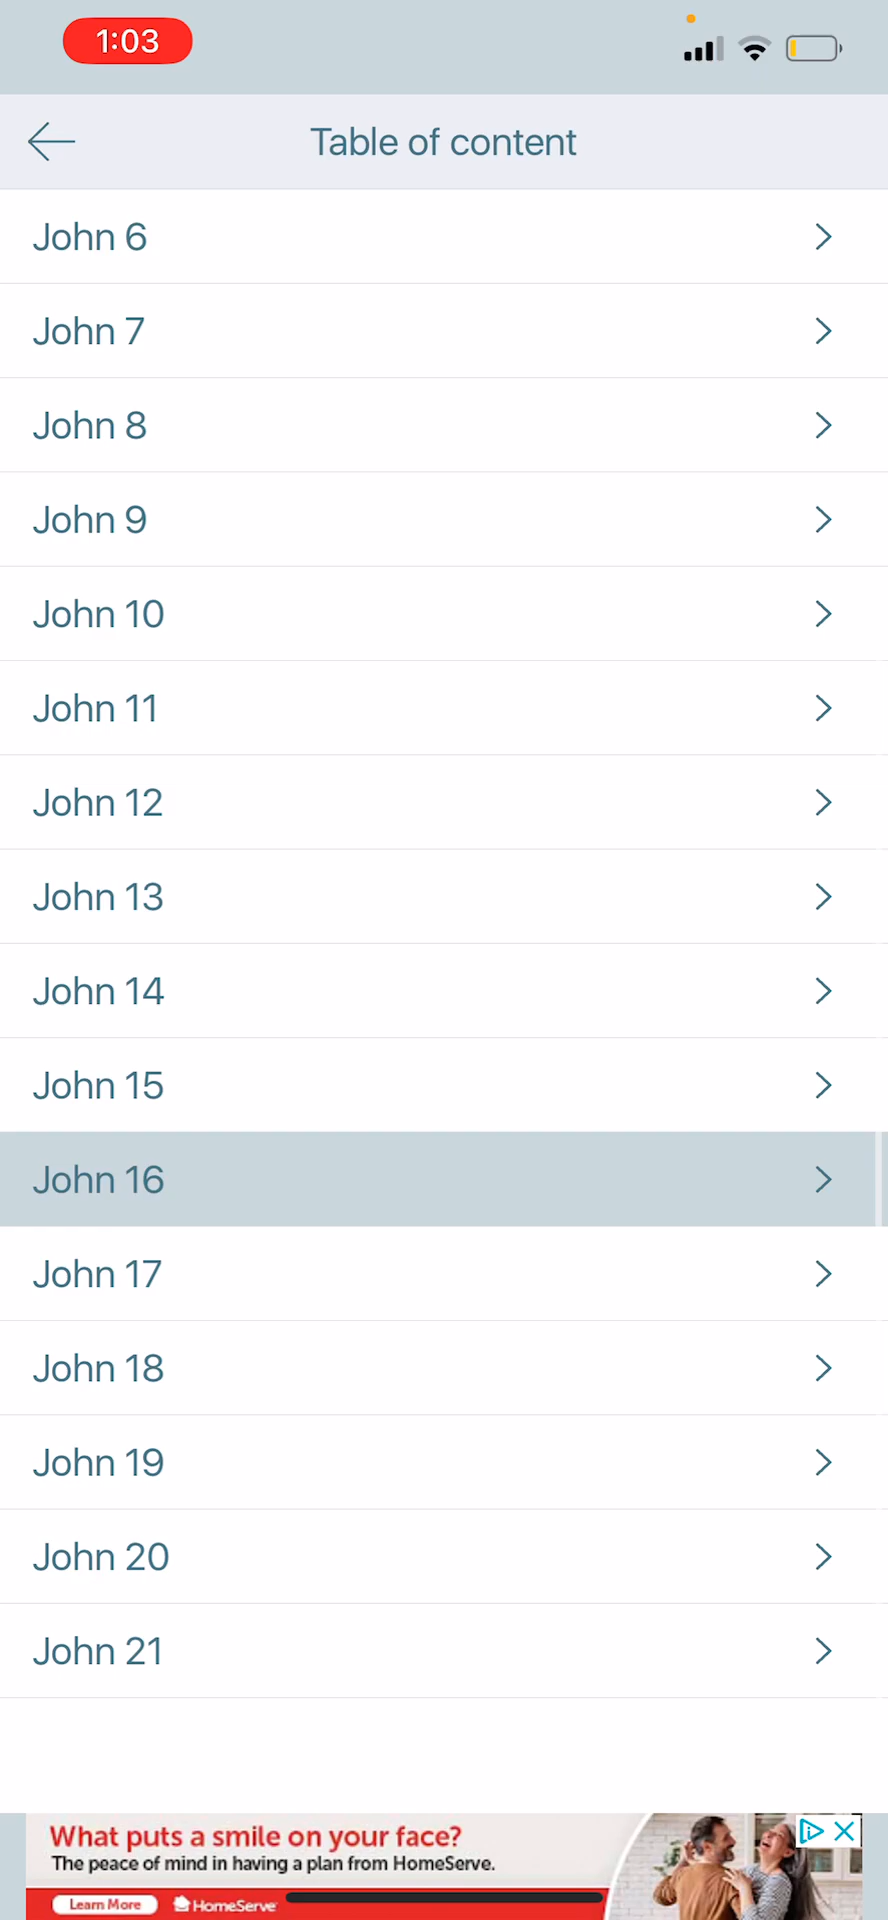 1:03
Table of content
John 6
John 7
John 8
John 9
John 10
John 11
John 12
John 13
John 14
John 15
John 16
John 17
John 18
John 19
John 20
John 21
What puts a smile on your face?
The peace of mind in having a plan from HomeServe.
Learn More HomeServe